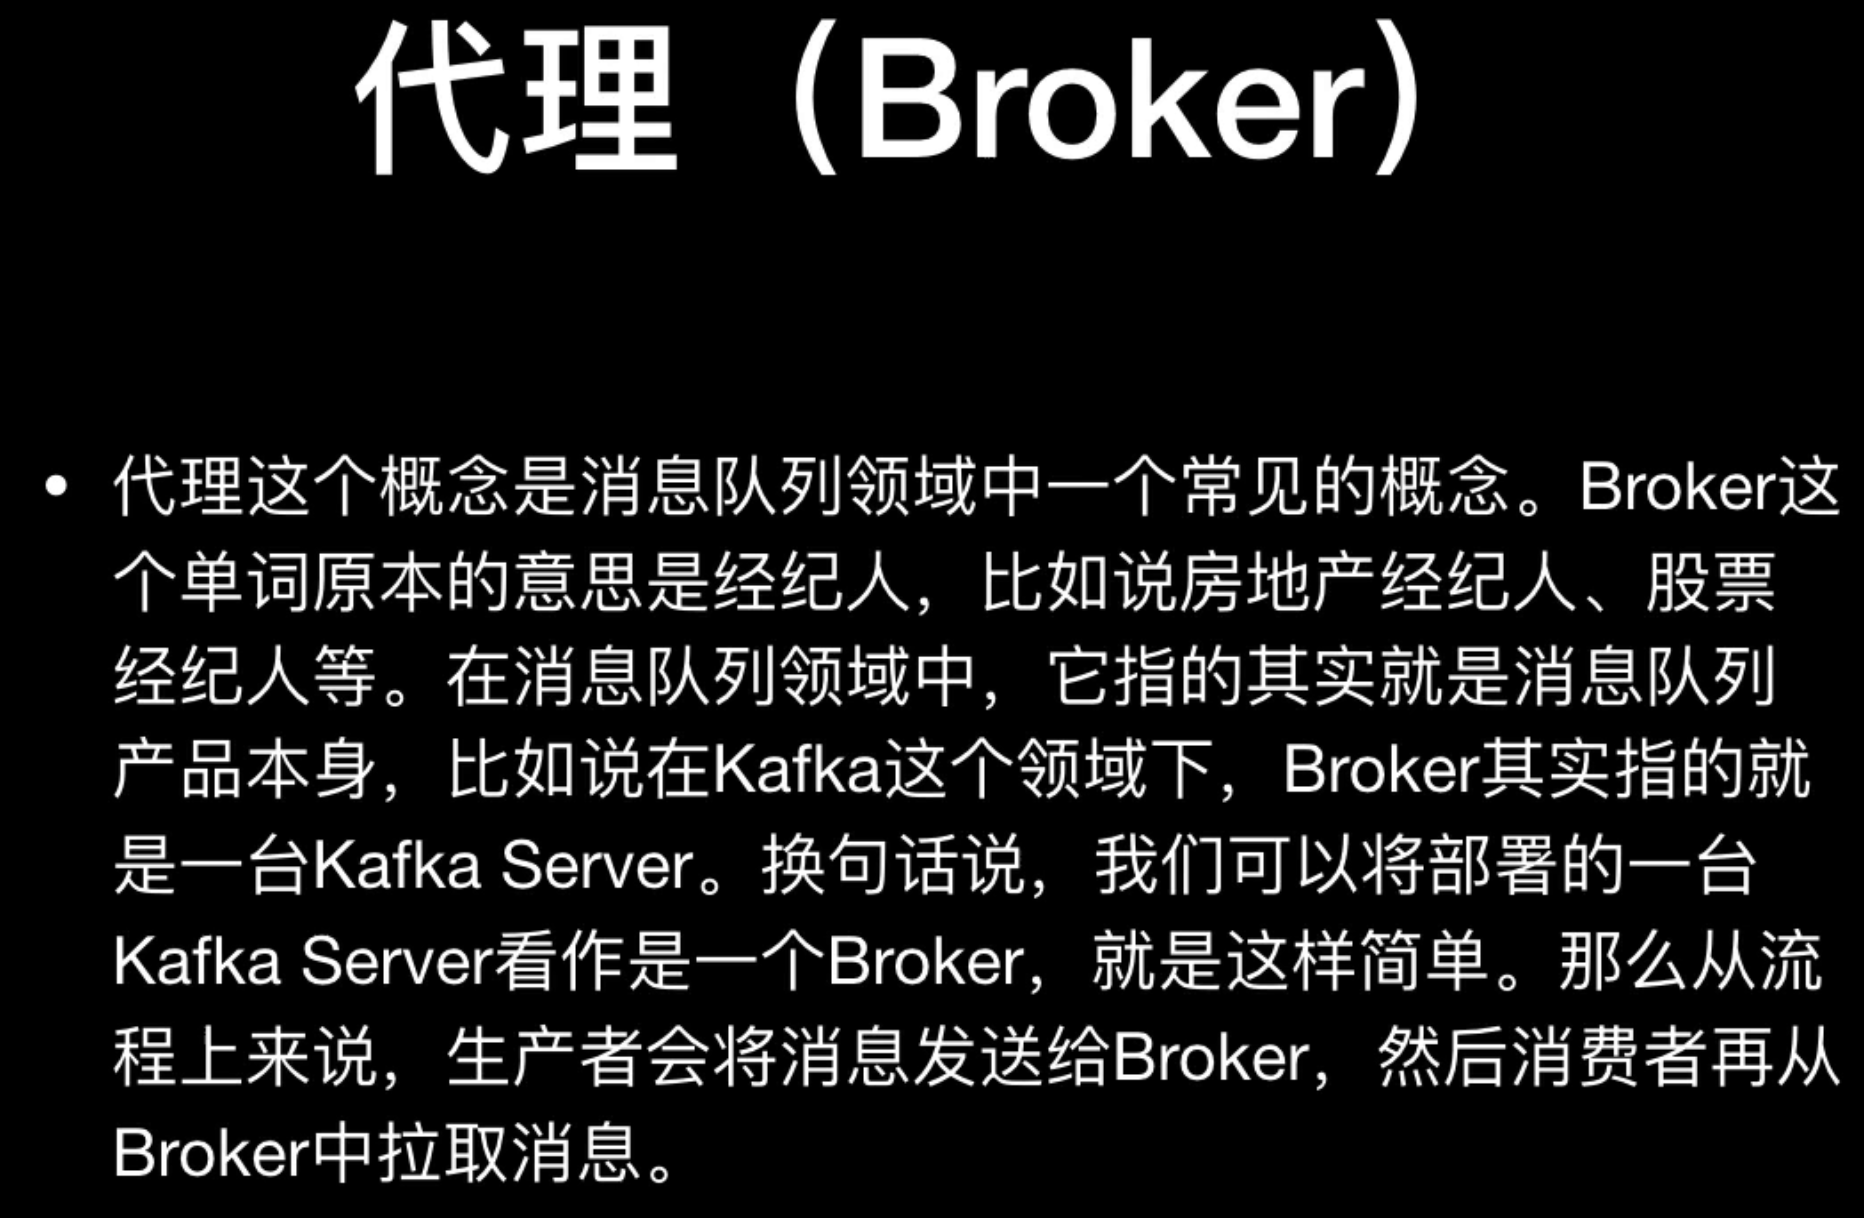 代理（Broker）
• 代理这个概念是消息队列领域中一个常见的概念。Broker这
个单词原本的意思是经纪人，比如说房地产经纪人、股票
经纪人等。在消息队列领域中，它指的其实就是消息队列
产品本身，比如说在Kafka这个领域下，Broker其实指的就
是一台Kafka Server。换句话说，我们可以将部署的一台
Kafka Server看作是一个Broker，就是这样简单。那么从流
程上来说，生产者会将消息发送给Broker，然后消费者再从
Broker中拉取消息。